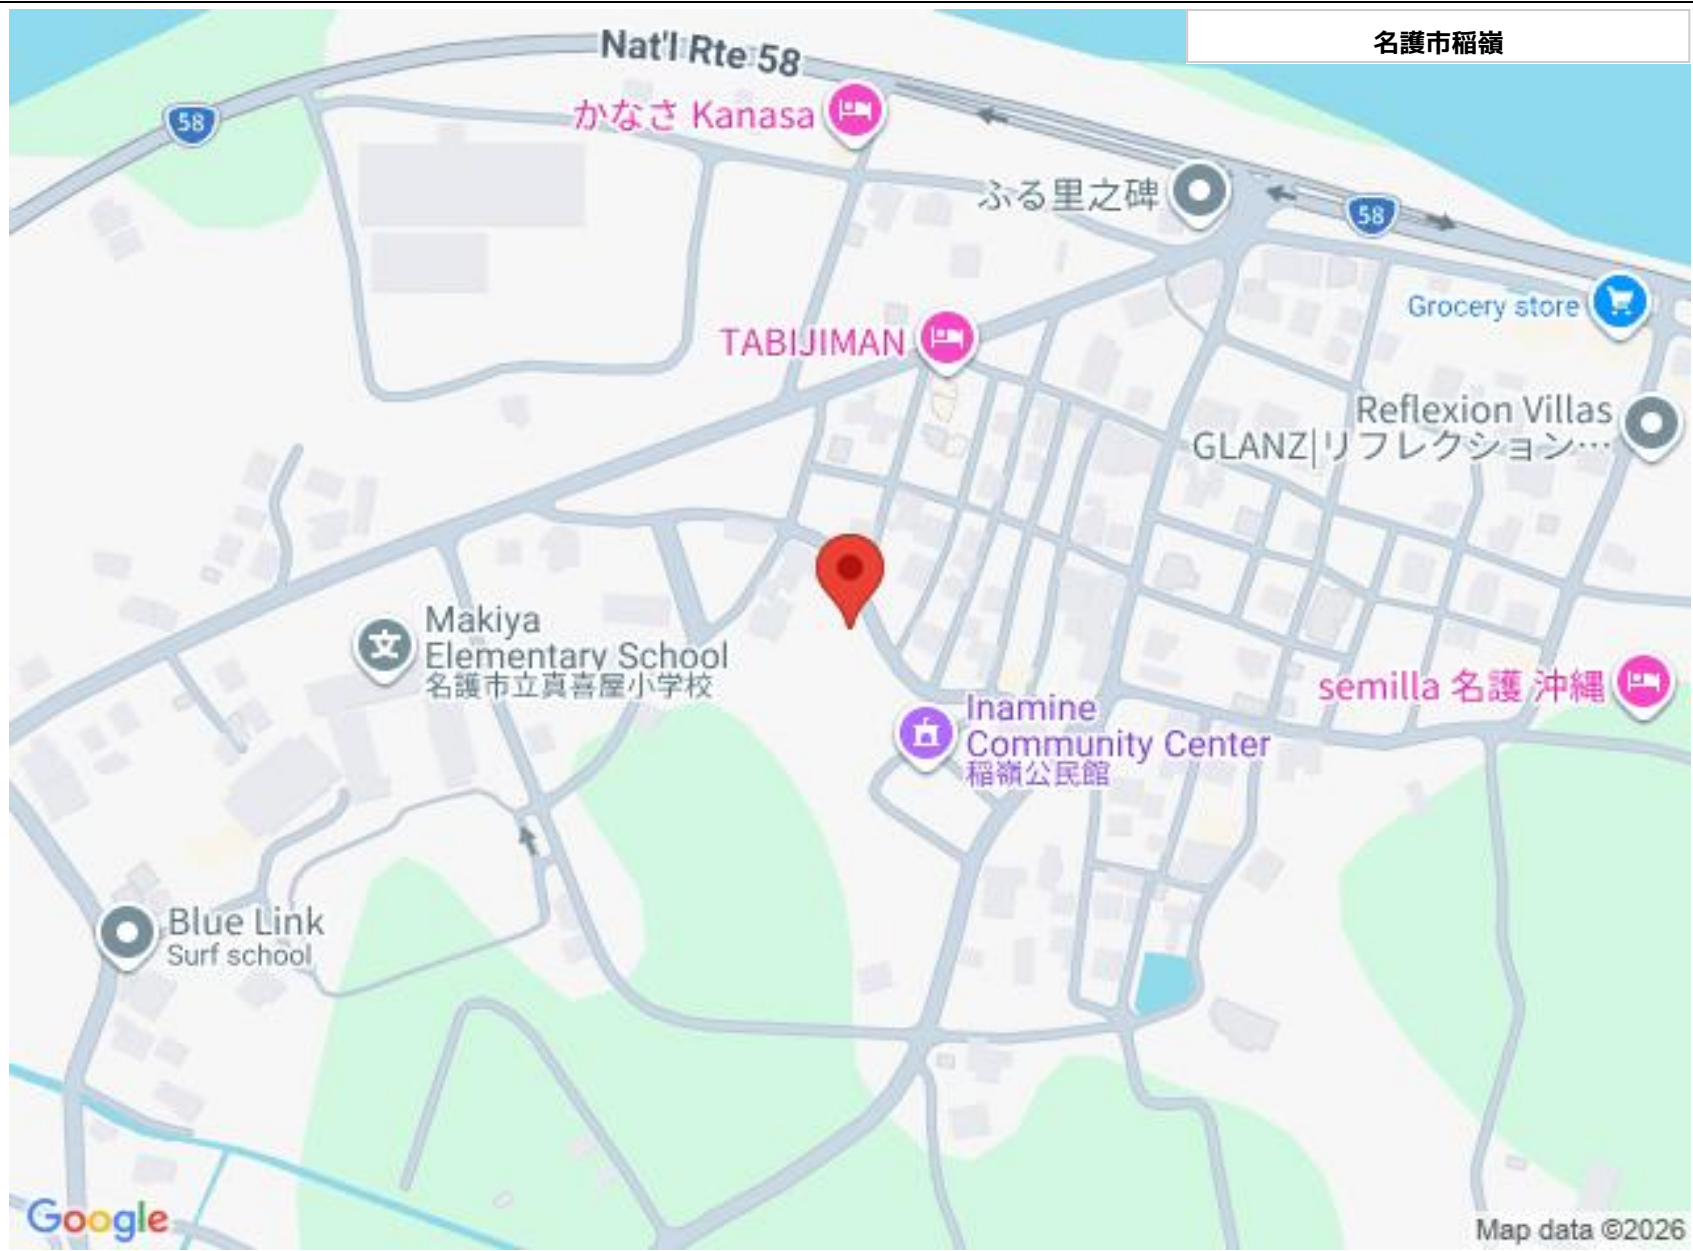 名護市稲嶺
Nat'l Rte 58
58
かなさ Kanasa
ふる里之碑
58
Grocery store
TABIJIMAN
Reflexion Villas
GLANZ|リフレクション…
Makiya
Elementary School
名護市立真喜屋小学校
semilla 名護 沖縄
Inamine
Community Center
稲嶺公民館
Blue Link
Surf school
Google
Map data ©2026